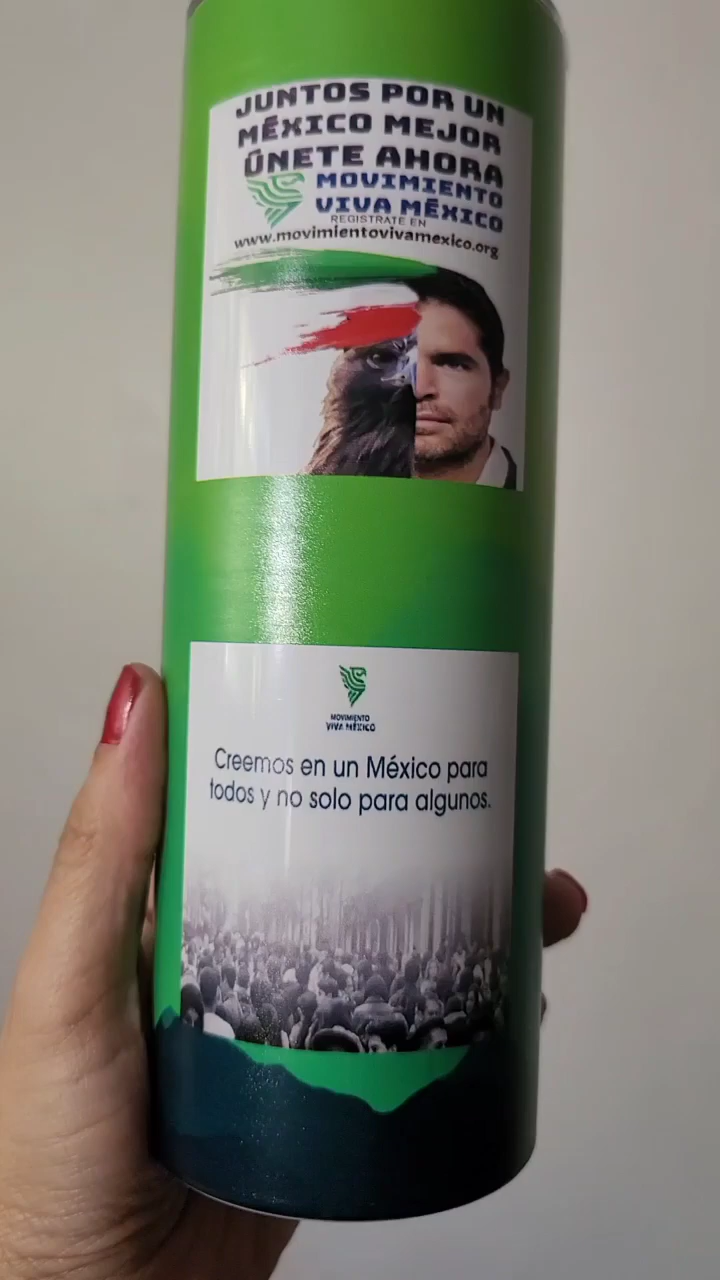 JUNTOS POR UN
MÉXICO MEJOR
ÚNETE AHORA
MOVIMIENTO
VIVA MÉXICO
REGISTRATE EN
www.movimientovivamexico.org
MOVIMIENTO
VIVA MÉXICO
Creemos en un México para
todos y no solo para algunos.